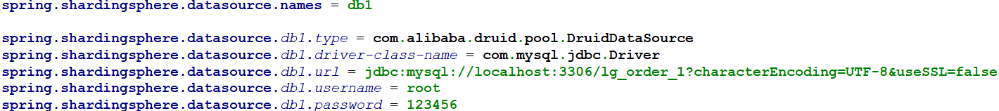 spring.shardingsphere.datasource.names = db1
spring.shardingsphere.datasource.db1.type = com.alibaba.druid.pool.DruidDataSource
spring.shardingsphere.datasource.db1.driver-class-name = com.mysql.jdbc.Driver
spring.shardingsphere.datasource.db1.url = jdbc:mysql://localhost:3306/lg_order_1?characterEncoding=UTF-8&useSSL=false
spring.shardingsphere.datasource.db1.username = root
spring.shardingsphere.datasource.db1.password = 123456